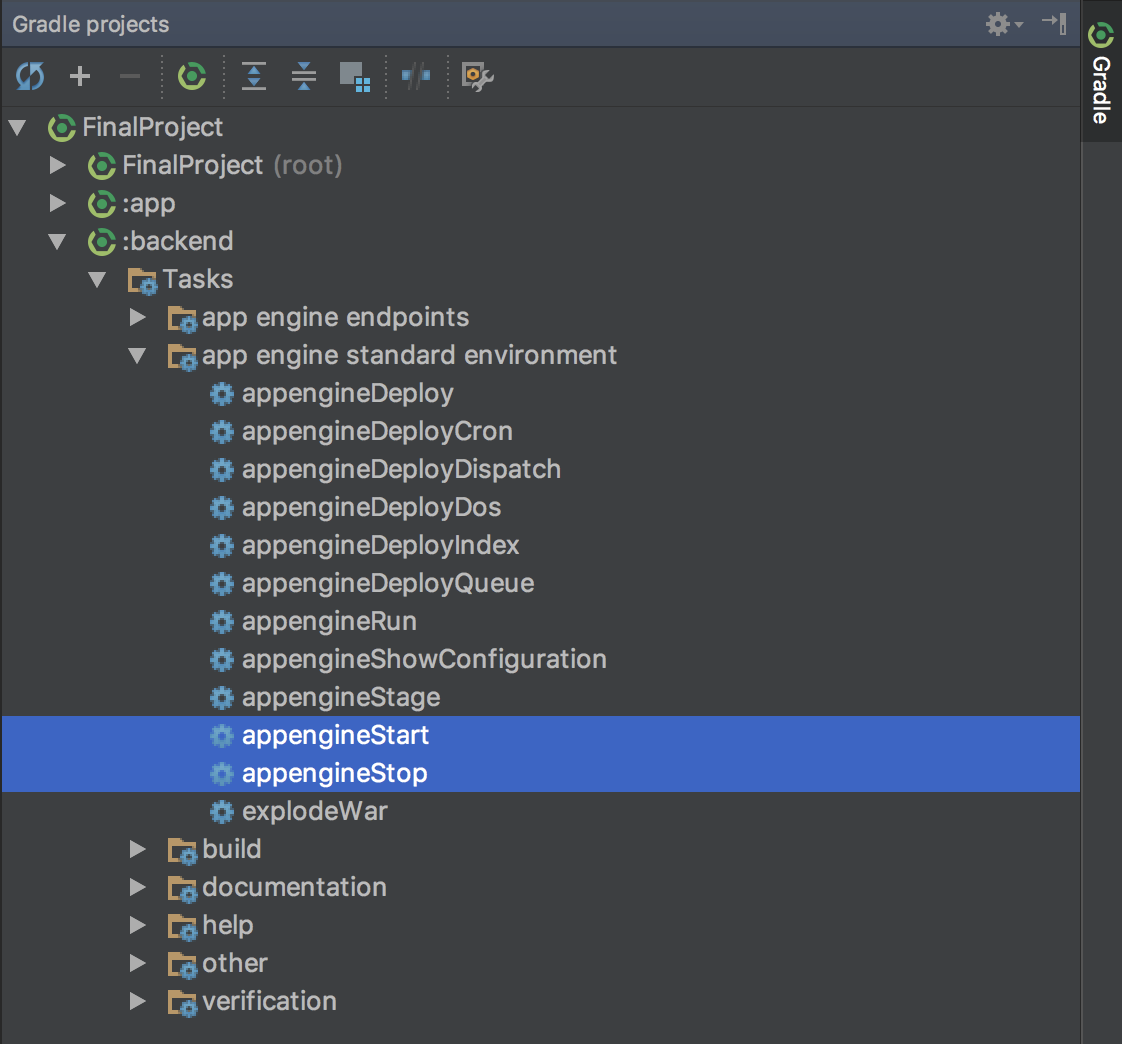 Gradle projects
Gradle
FinalProject
FinalProject (root)
:app
:backend
Tasks
app engine endpoints
app engine standard environment
appengineDeploy
appengineDeployCron
appengineDeployDispatch
appengineDeployDos
appengineDeployIndex
appengineDeployQueue
appengineRun
appengineShowConfiguration
appengineStage
appengineStart
appengineStop
explodeWar
build
documentation
help
other
verification